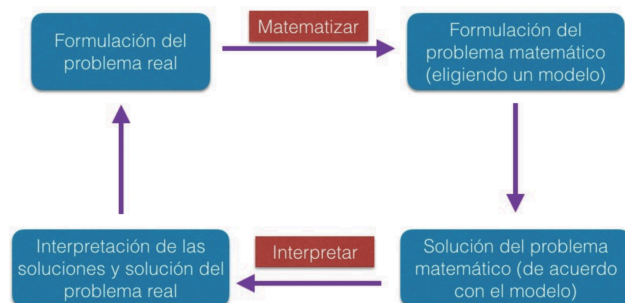 Formulación del
problema real
Matematizar
Formulación del
problema matemático
(eligiendo un modelo)
Interpretación de las
soluciones y solución del
problema real
Interpretar
Solución del problema
matemático (de acuerdo
con el modelo)